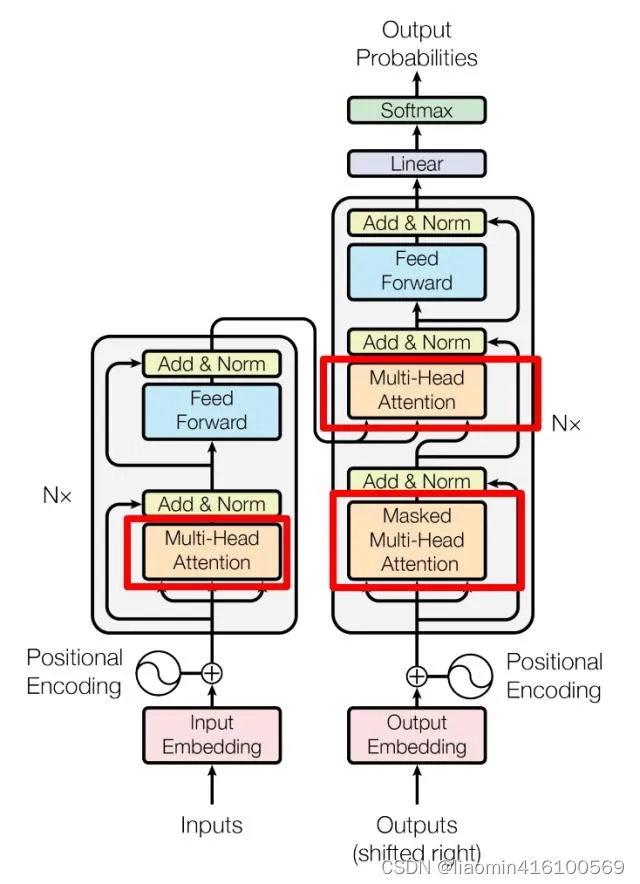 Output
Probabilities
Softmax
Linear
Add & Norm
Feed
Forward
Add & Norm
Multi-Head
Attention
N×
Add & Norm
Masked
Multi-Head
Attention
Positional
Encoding
Output
Embedding
Outputs
(shifted right)
Add & Norm
Feed
Forward
N×
Add & Norm
Multi-Head
Attention
Positional
Encoding
Input
Embedding
Inputs
CSDN @liaomin416100569